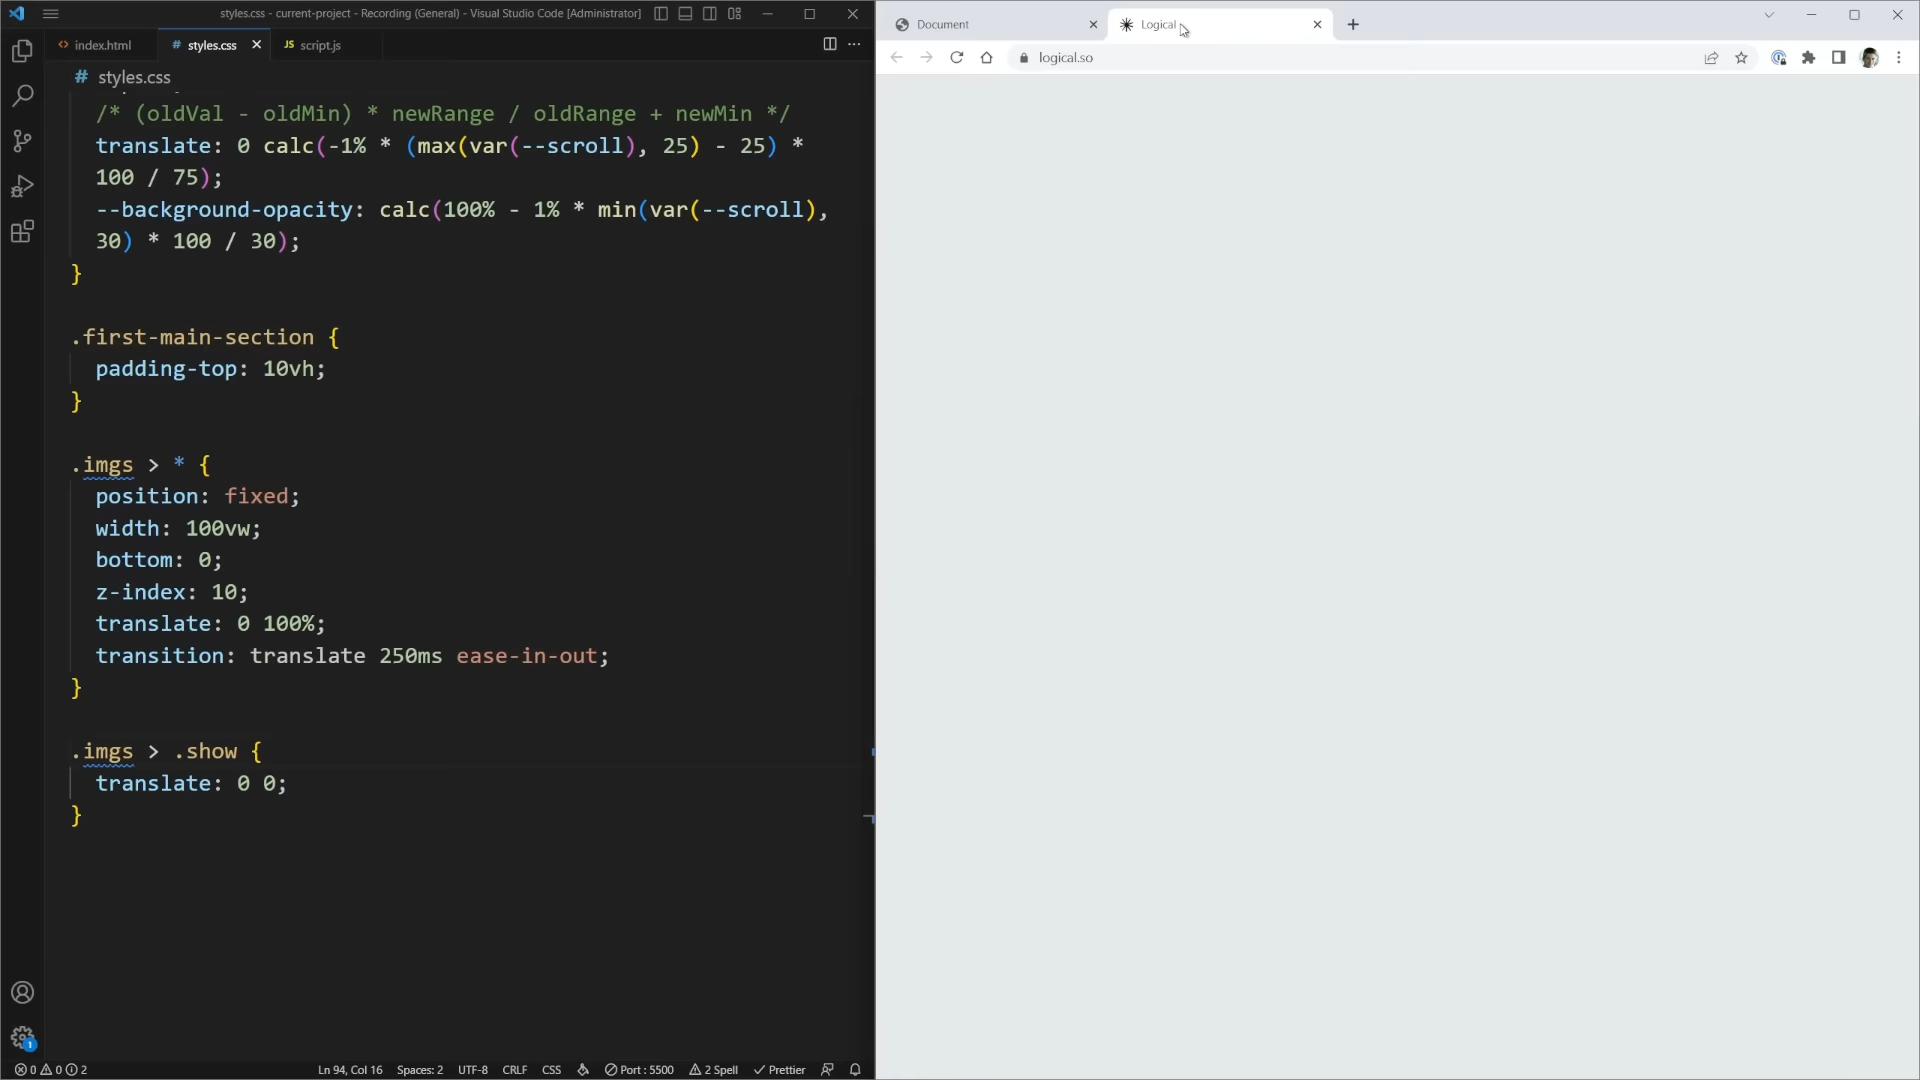 styles.css - current-project - Recording (General) - Visual Studio Code [Administrator]
index.html
# styles.css
JS script.js
# styles.css
/* (oldVal - oldMin) * newRange / oldRange + newMin */
translate: 0 calc(-1% * (max(var(--scroll), 25) - 25) *
100 / 75);
--background-opacity: calc(100% - 1% * min(var(--scroll),
30) * 100 / 30);
}
.first-main-section {
padding-top: 10vh;
}
.imgs > * {
position: fixed;
width: 100vw;
bottom: 0;
z-index: 10;
translate: 0 100%;
transition: translate 250ms ease-in-out;
}
.imgs > .show {
translate: 0 0;
}
1
0 0 2
Ln 94, Col 16
Spaces: 2
UTF-8
CRLF
CSS
Port : 5500
2 Spell
Prettier
Document
Logical
logical.so